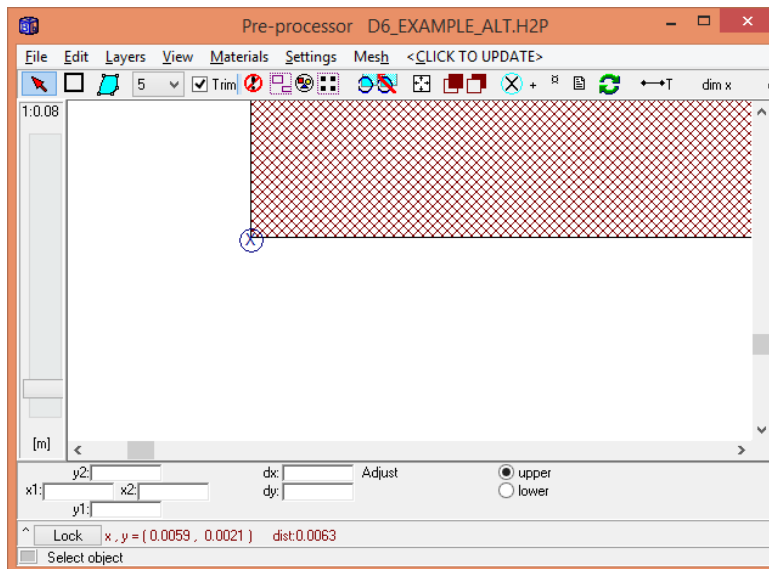 Pre-processor D6_EXAMPLE_ALT.H2P
File Edit Layers View Materials Settings Mesh <CLICK TO UPDATE>
5 Trim T dim x
1:0.08
X
[m]
y2: dx: Adjust upper
x1: x2: dy: lower
y1:
^ Lock x , y = ( 0.0059 , 0.0021 ) dist:0.0063
Select object